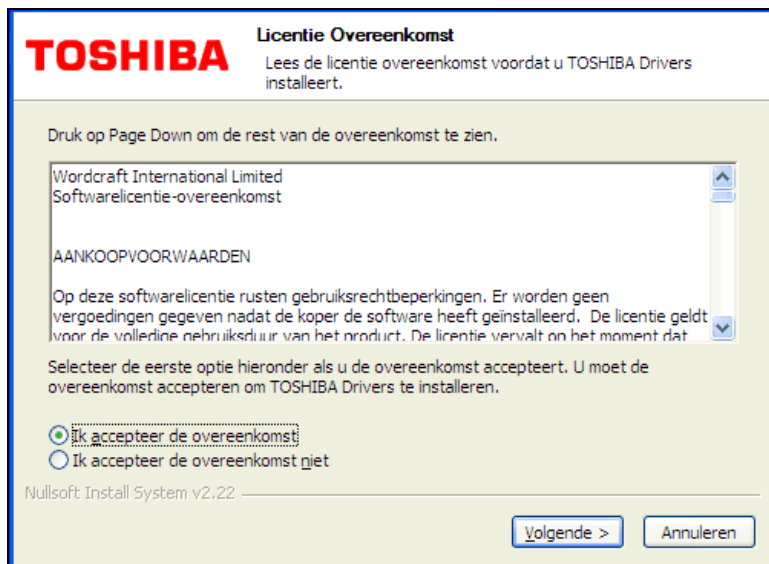 TOSHIBA
Licentie Overeenkomst
Lees de licentie overeenkomst voordat u TOSHIBA Drivers
installeert.
Druk op Page Down om de rest van de overeenkomst te zien.
Wordcraft International Limited
Softwarelicentie-overeenkomst
AANKOOPVOORWAARDEN
Op deze softwarelicentie rusten gebruiksrechtbeperkingen. Er worden geen
vergoedingen gegeven nadat de koper de software heeft geïnstalleerd. De licentie geldt
voor de volledige gebruiksduur van het product. De licentie vervalt op het moment dat
Selecteer de eerste optie hieronder als u de overeenkomst accepteert. U moet de
overeenkomst accepteren om TOSHIBA Drivers te installeren.
Ik accepteer de overeenkomst
Ik accepteer de overeenkomst niet
Nullsoft Install System v2.22
Volgende >
Annuleren